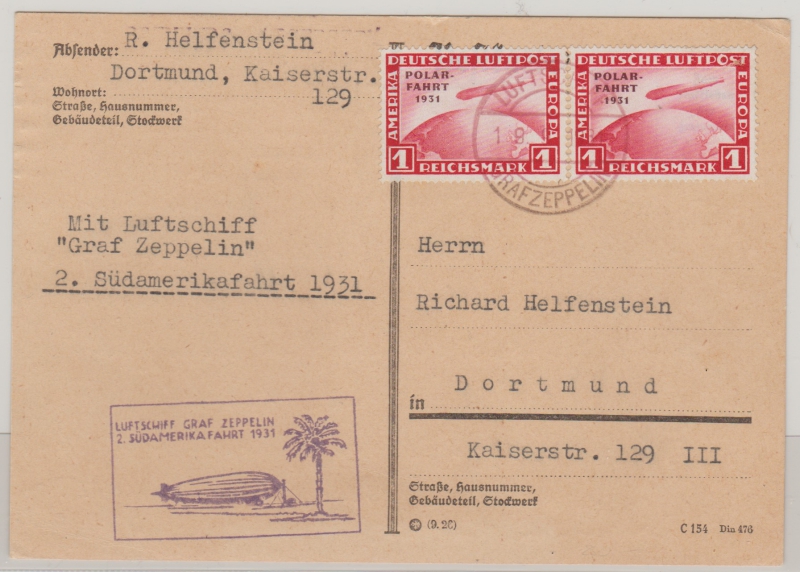 Absender: R. Helfenstein
Dortmund, Kaiserstr.
129
Wohnort:
Straße, Hausnummer,
Gebäudeteil, Stockwerk
DEUTSCHE LUFTPOST
AMERIKA
EUROPA
POLAR-
FAHRT
1931
1 REICHSMARK 1
DEUTSCHE LUFTPOST
AMERIKA
EUROPA
POLAR-
FAHRT
1931
1 REICHSMARK 1
GRAF ZEPPELIN
Mit Luftschiff
"Graf Zeppelin"
2. Südamerikafahrt 1931
Herrn
Richard Helfenstein
in Dortmund
Kaiserstr. 129 III
Straße, Hausnummer,
Gebäudeteil, Stockwerk
LUFTSCHIFF GRAF ZEPPELIN
2. SÜDAMERIKAFAHRT 1931
(9.26)
C 154 Din 476